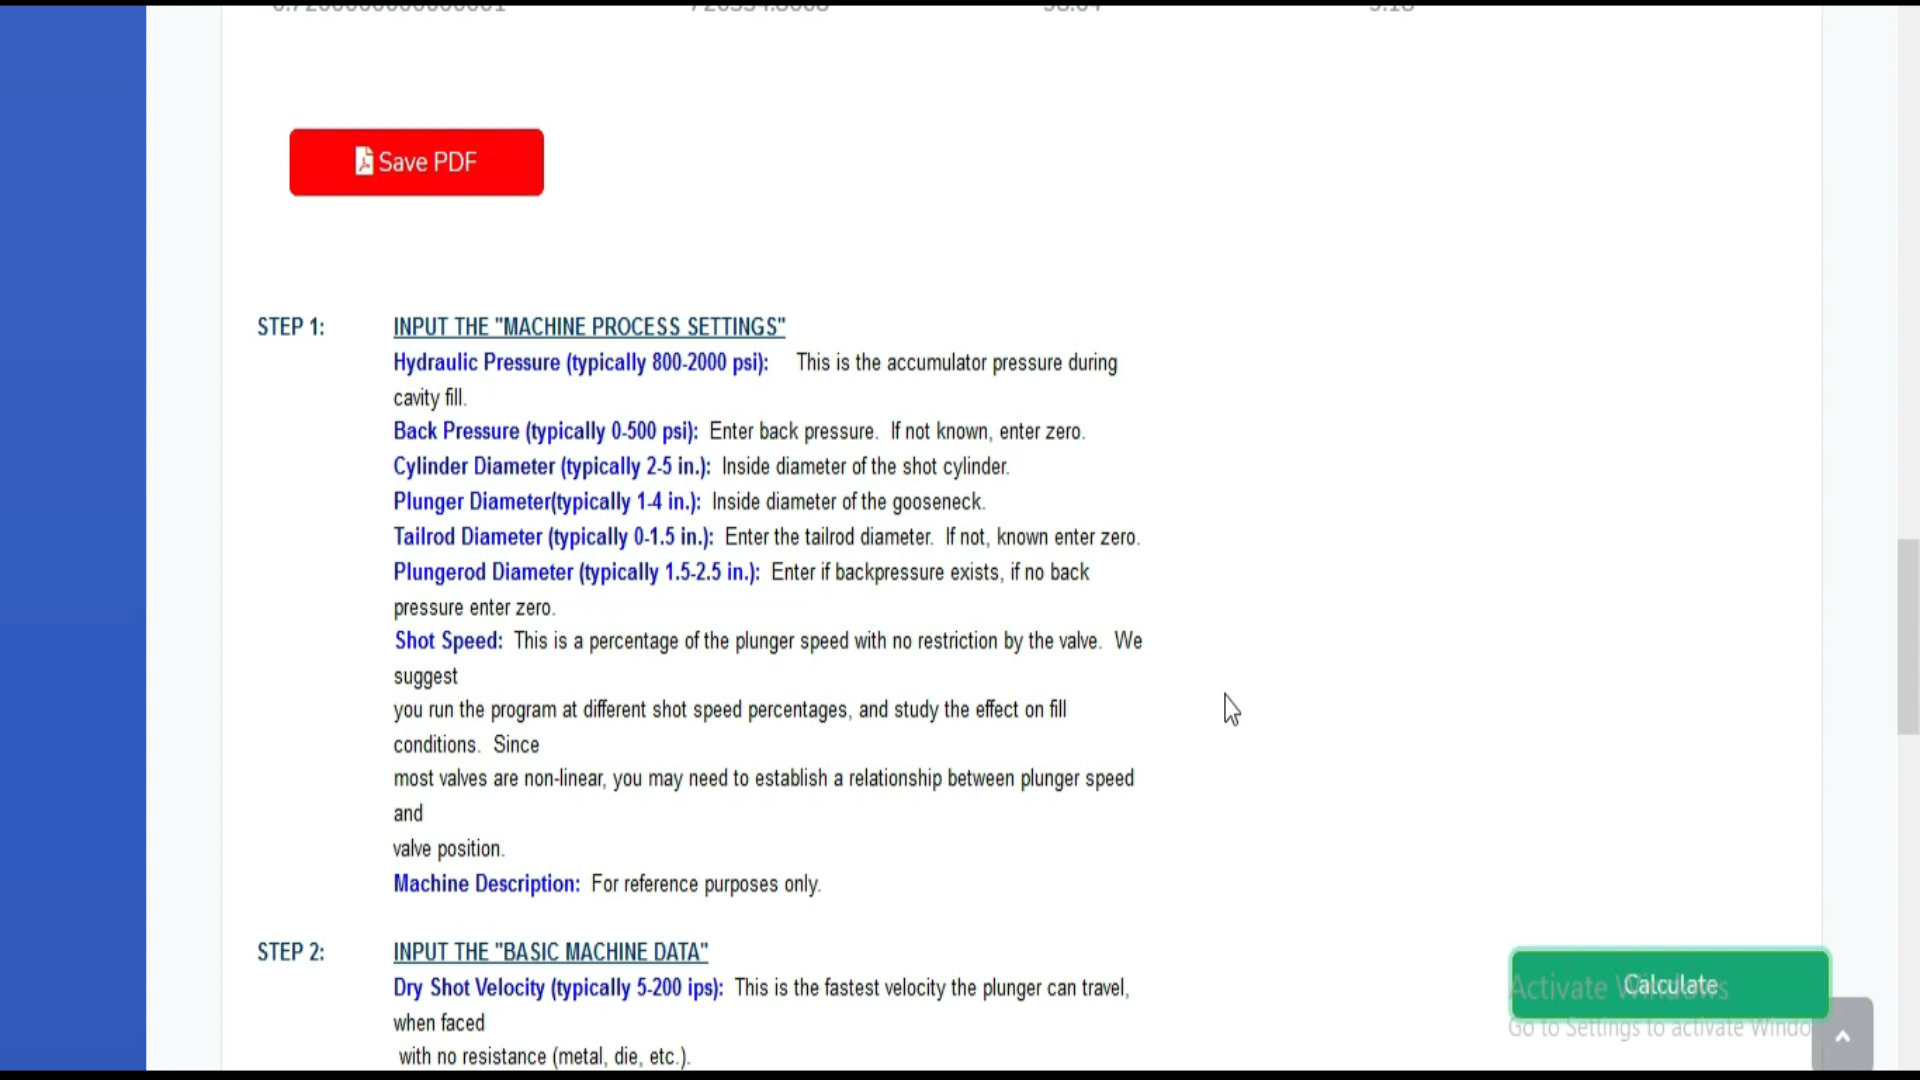 Save PDF
STEP 1: INPUT THE "MACHINE PROCESS SETTINGS"
Hydraulic Pressure (typically 800-2000 psi): This is the accumulator pressure during
cavity fill.
Back Pressure (typically 0-500 psi): Enter back pressure. If not known, enter zero.
Cylinder Diameter (typically 2-5 in.): Inside diameter of the shot cylinder.
Plunger Diameter(typically 1-4 in.): Inside diameter of the gooseneck.
Tailrod Diameter (typically 0-1.5 in.): Enter the tailrod diameter. If not, known enter zero.
Plungerod Diameter (typically 1.5-2.5 in.): Enter if backpressure exists, if no back
pressure enter zero.
Shot Speed: This is a percentage of the plunger speed with no restriction by the valve. We
suggest
you run the program at different shot speed percentages, and study the effect on fill
conditions. Since
most valves are non-linear, you may need to establish a relationship between plunger speed
and
valve position.
Machine Description: For reference purposes only.
STEP 2: INPUT THE "BASIC MACHINE DATA"
Dry Shot Velocity (typically 5-200 ips): This is the fastest velocity the plunger can travel,
when faced
with no resistance (metal, die, etc.).
Calculate
Activate Windows
Go to Settings to activate Windo